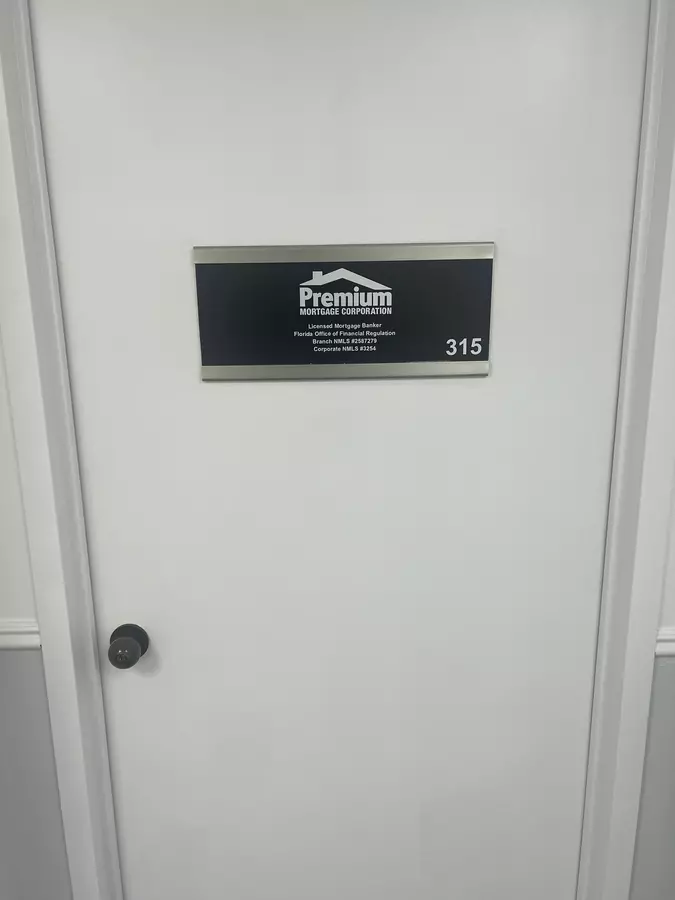 Premium
MORTGAGE CORPORATION
Licensed Mortgage Banker
Florida Office of Financial Regulation
Branch NMLS #2587279
Corporate NMLS #3254
315